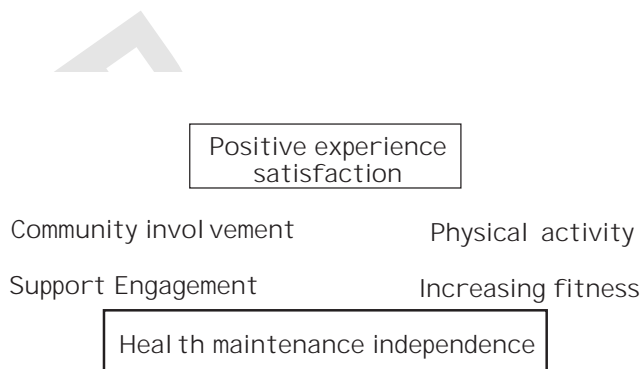 Positive experience
satisfaction
Community involvement
Physical activity
Support Engagement
Increasing fitness
Health maintenance independence